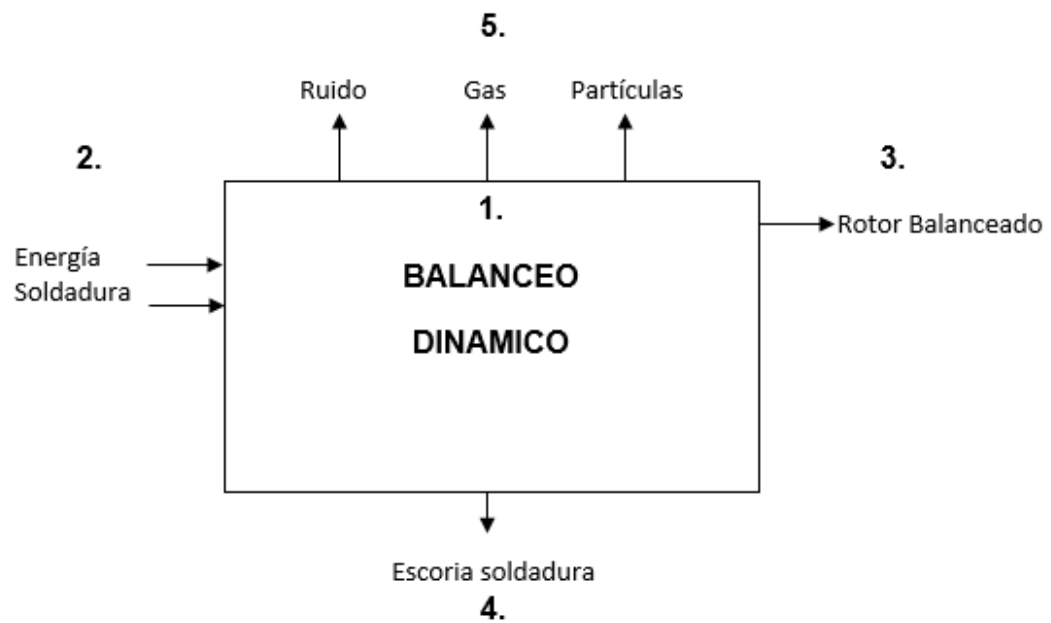 5.
Ruido Gas Partículas
2. 3.
1.
Rotor Balanceado
Energía
Soldadura
BALANCEO
DINAMICO
Escoria soldadura
4.